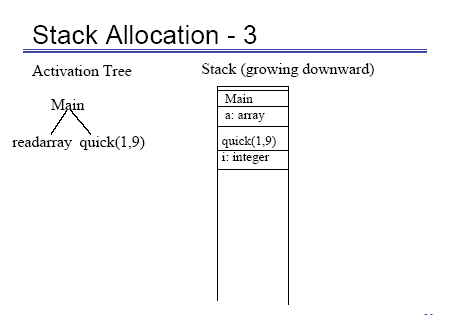 Stack Allocation - 3
Activation Tree
Stack (growing downward)
Main
readarray quick(1,9)
Main
a: array
quick(1,9)
i: integer